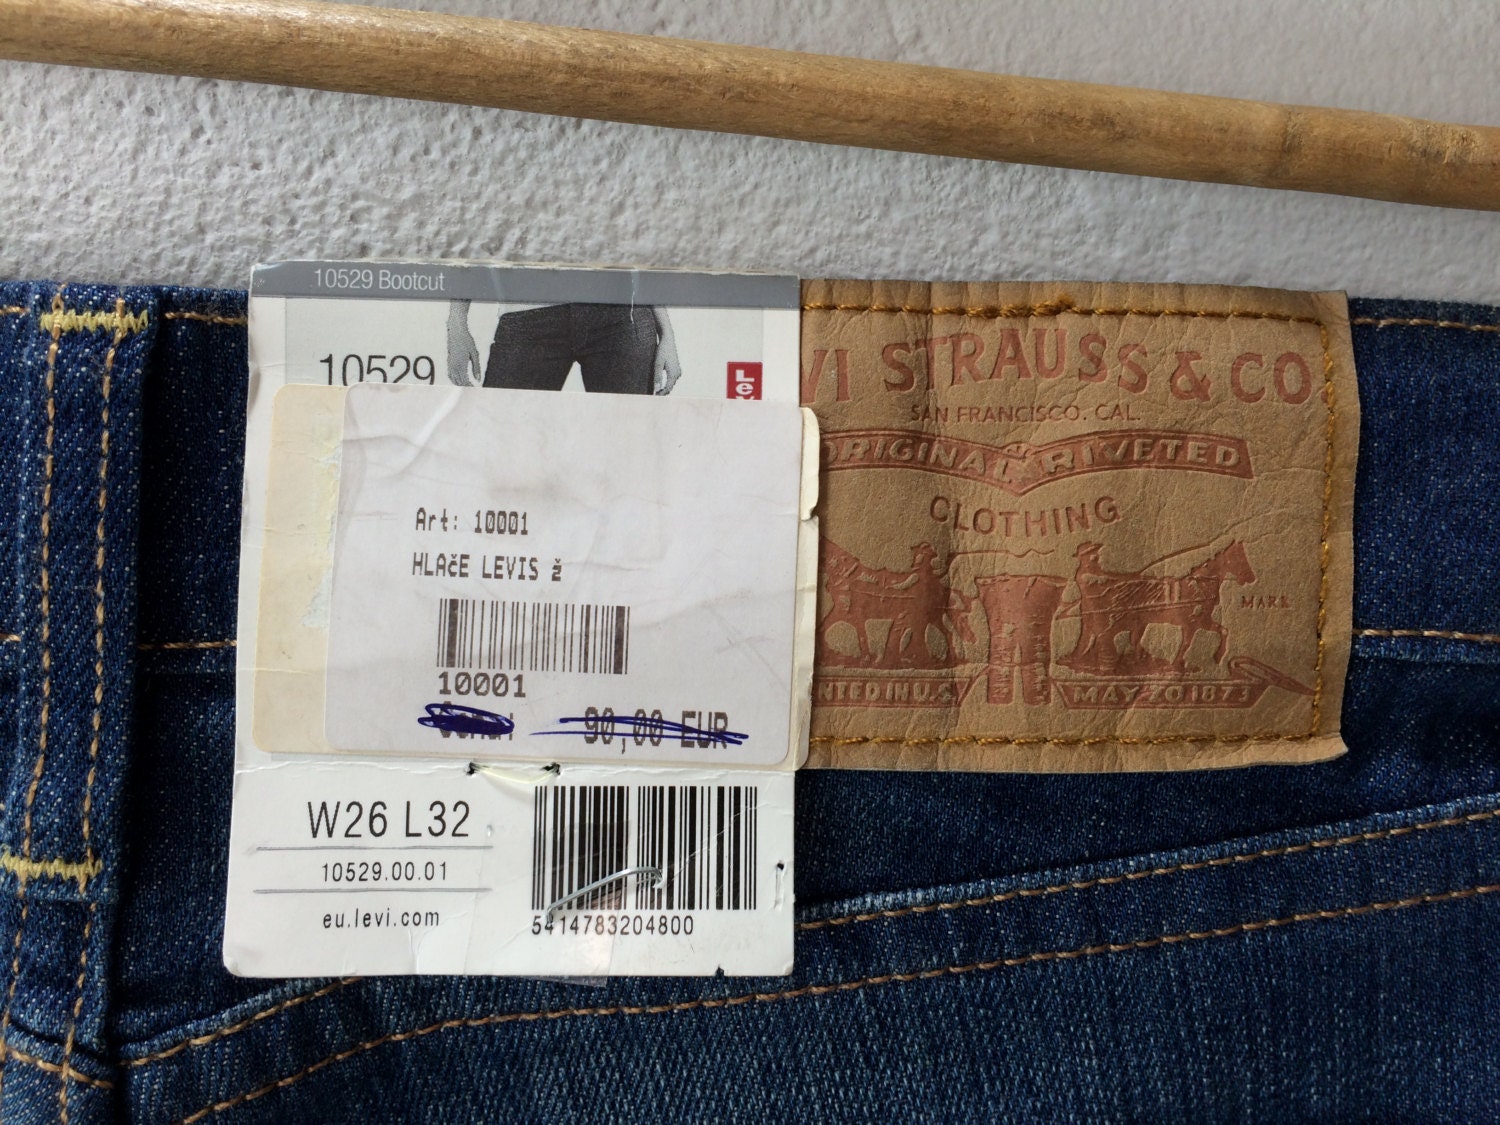 10529 Bootcut
10529
Art: 10001
HLAčE LEVIS ž
10001
90,00 EUR
W26 L32
10529.00.01
eu.levi.com
5414783204800
VI STRAUSS & CO.
SAN FRANCISCO. CAL.
ORIGINAL RIVETED
CLOTHING
MARK
MAY 20 1873